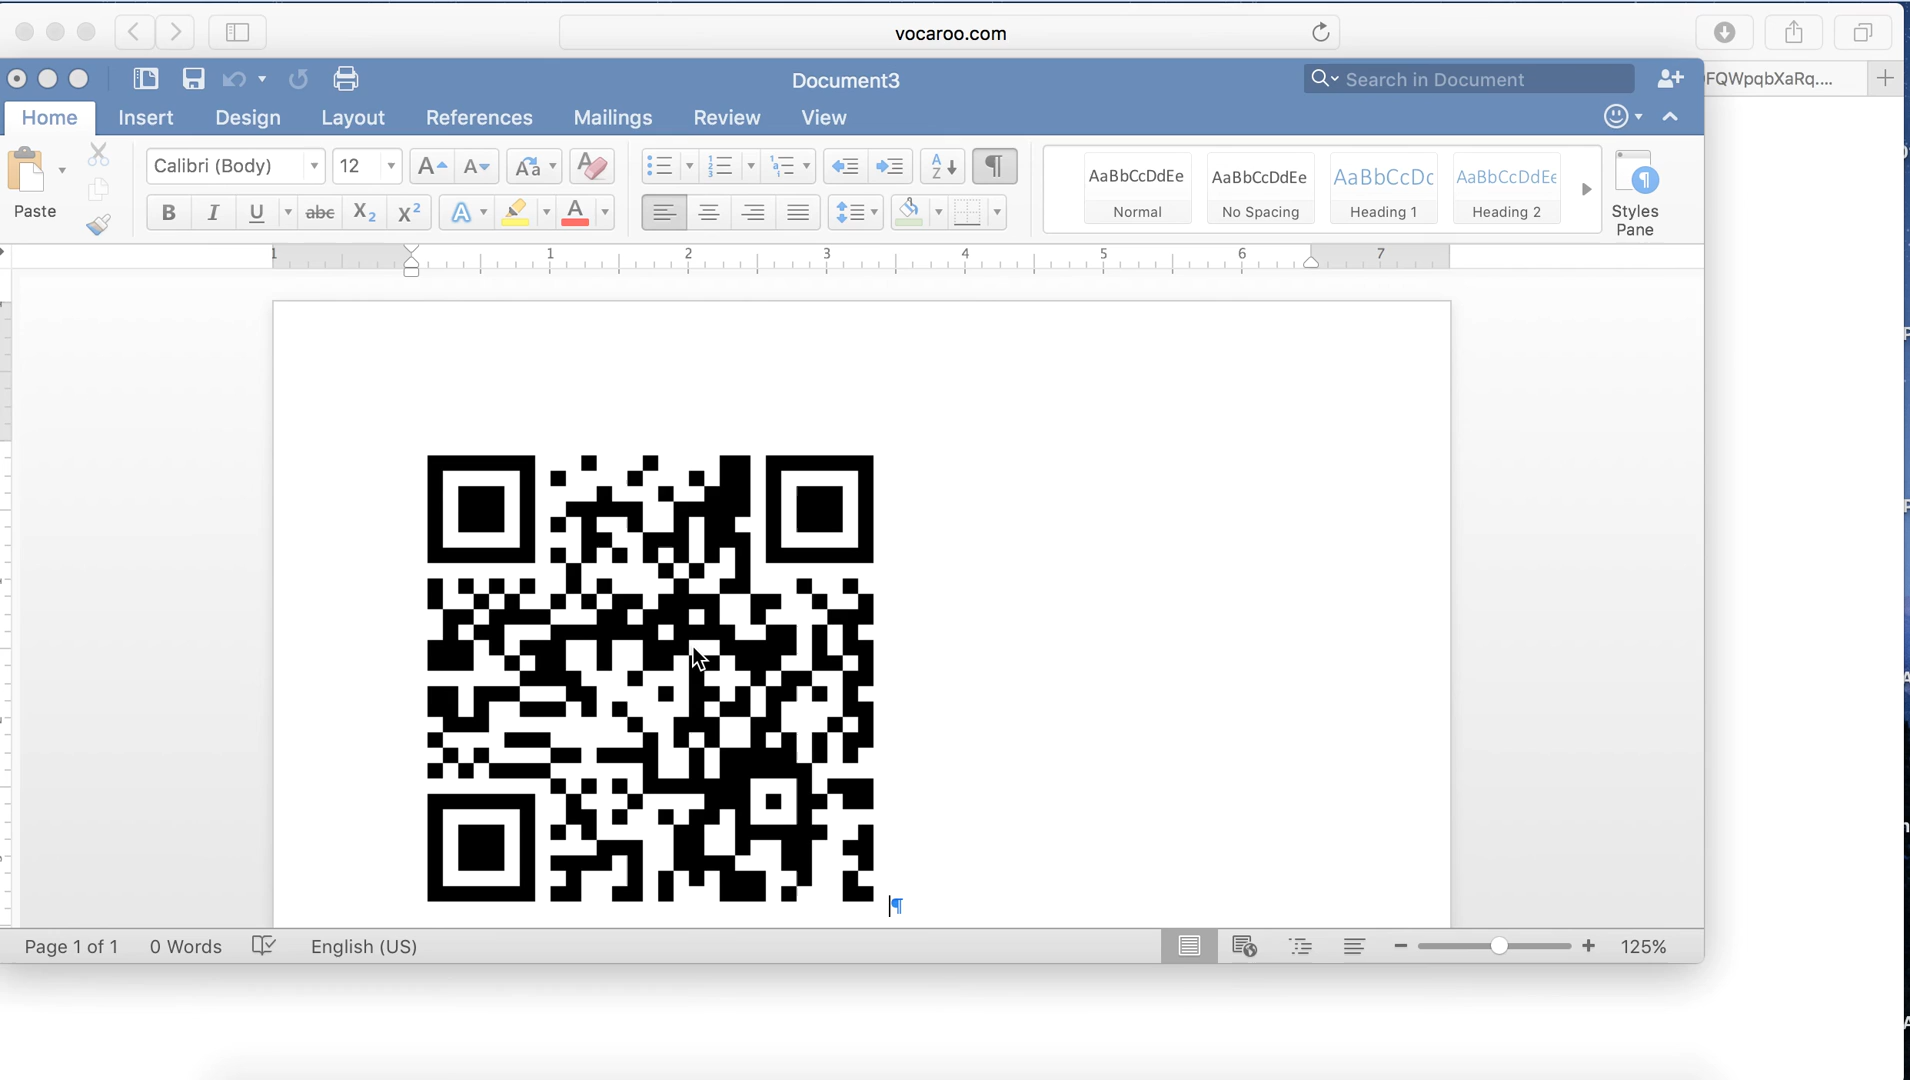 vocaroo.com
Document3
Search in Document
FQWpqbXaRq....
Home Insert Design Layout References Mailings Review View
Paste
Calibri (Body) 12
AaBbCcDdEe AaBbCcDdEe AaBbCcDc AaBbCcDdEe
Normal No Spacing Heading 1 Heading 2
Styles
Pane
1 1 2 3 4 5 6 7
¶
Page 1 of 1 0 Words English (US) 125%